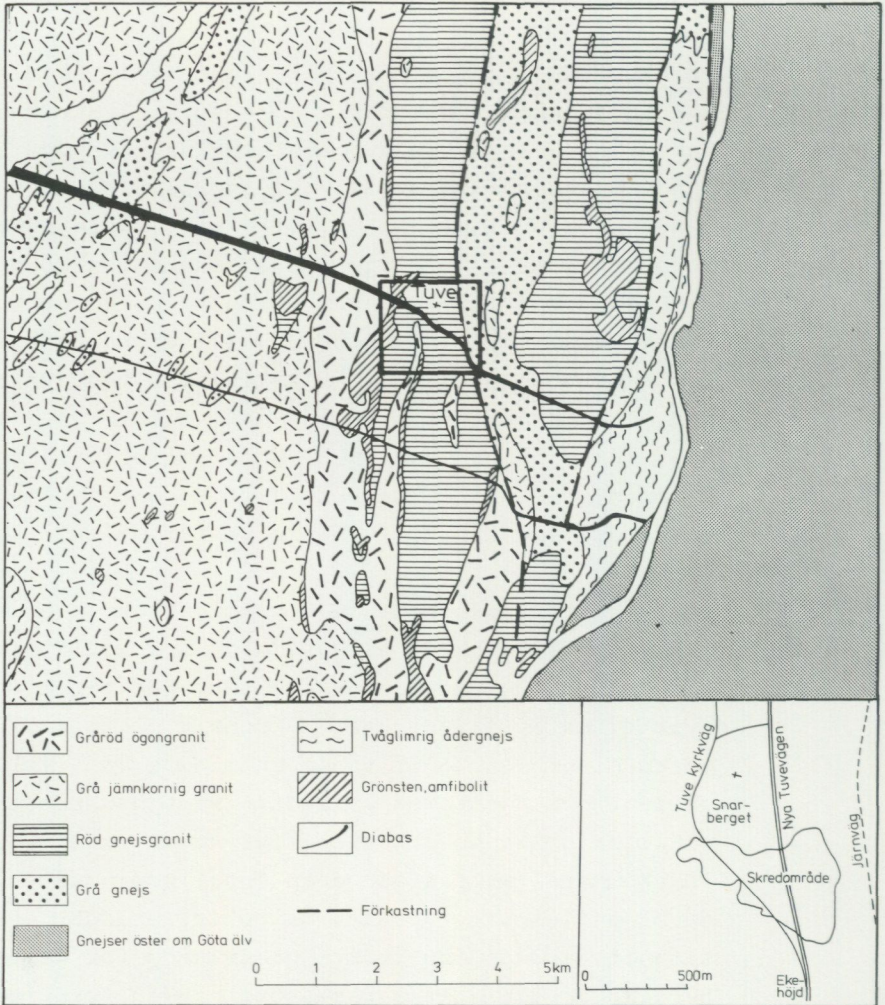 Tuve
Gråröd ögongranit
Grå jämnkornig granit
Röd gnejsgranit
Grå gnejs
Gnejser öster om Göta älv
Tvåglimrig ådergnejs
Grönsten, amfibolit
Diabas
Förkastning
0 1 2 3 4 5 km
Tuve kyrkväg
Nya Tuvevägen
Järnväg
Snar-
berget
Skredområde
Eke-
höjd
0 500m